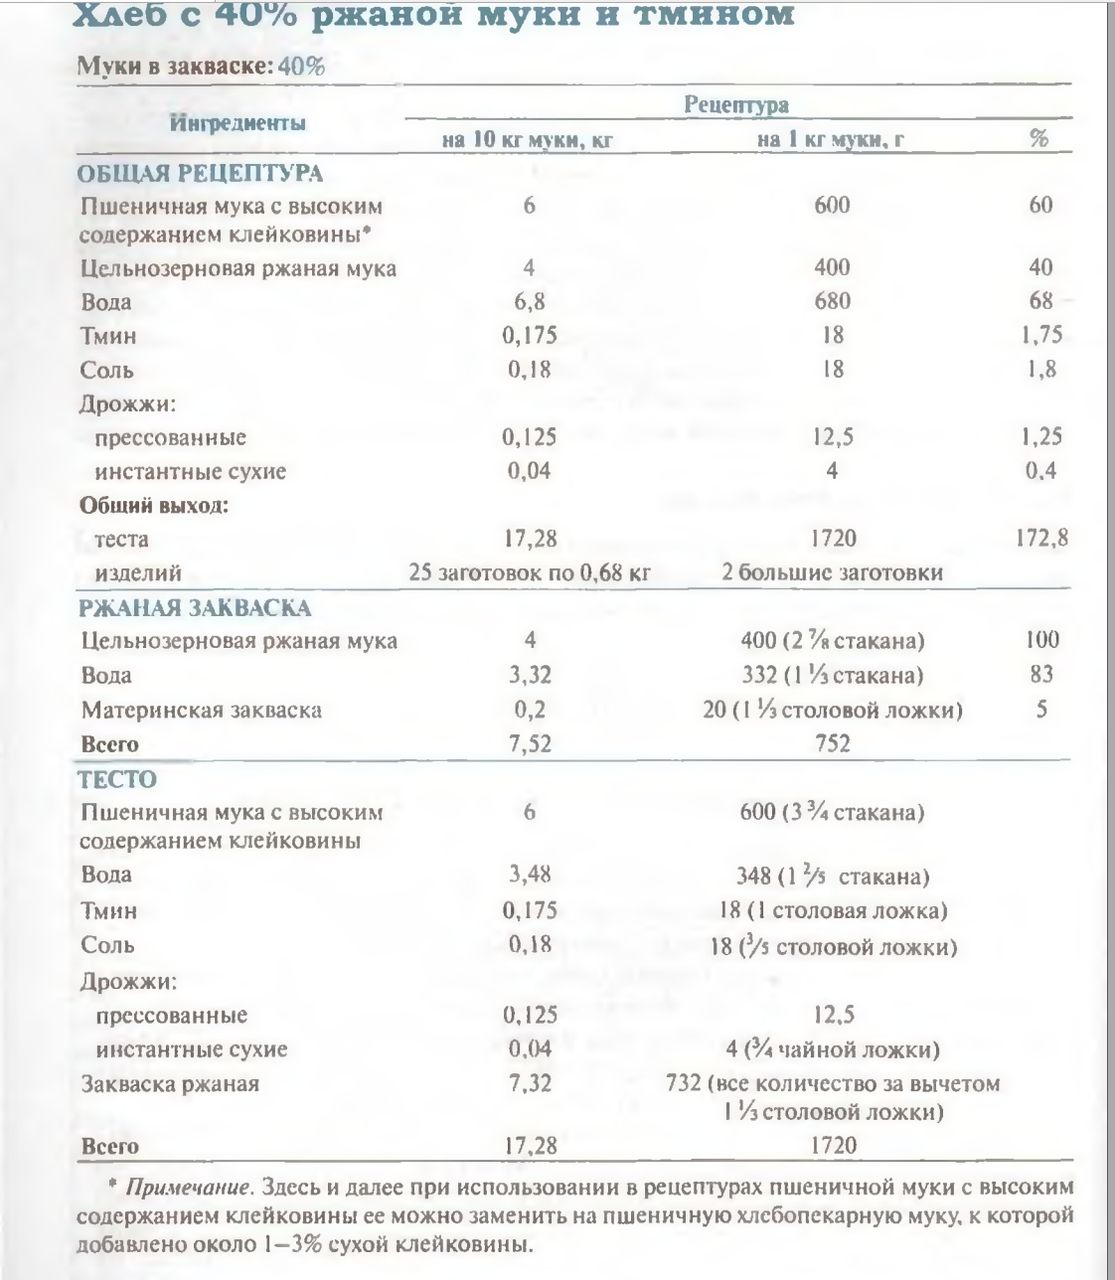 Хлеб с 40% ржаной муки и тмином
Муки в закваске: 40%
Ингредиенты
Рецептура
на 10 кг муки, кг на 1 кг муки, г %
ОБЩАЯ РЕЦЕПТУРА
Пшеничная мука с высоким 6 600 60
содержанием клейковины*
Цельнозерновая ржаная мука 4 400 40
Вода 6,8 680 68
Тмин 0,175 18 1,75
Соль 0,18 18 1,8
Дрожжи:
прессованные 0,125 12,5 1,25
инстантные сухие 0,04 4 0,4
Общий выход:
теста 17,28 1720 172,8
изделий 25 заготовок по 0,68 кг 2 большие заготовки
РЖАНАЯ ЗАКВАСКА
Цельнозерновая ржаная мука 4 400 (2 ⅞ стакана) 100
Вода 3,32 332 (1 ⅓ стакана) 83
Материнская закваска 0,2 20 (1 ⅓ столовой ложки) 5
Всего 7,52 752
ТЕСТО
Пшеничная мука с высоким 6 600 (3 ¾ стакана)
содержанием клейковины
Вода 3,48 348 (1 ⅖ стакана)
Тмин 0,175 18 (1 столовая ложка)
Соль 0,18 18 (⅗ столовой ложки)
Дрожжи:
прессованные 0,125 12,5
инстантные сухие 0,04 4 (¾ чайной ложки)
Закваска ржаная 7,32 732 (все количество за вычетом
1 ⅓ столовой ложки)
Всего 17,28 1720
* Примечание. Здесь и далее при использовании в рецептурах пшеничной муки с высоким
содержанием клейковины ее можно заменить на пшеничную хлебопекарную муку, к которой
добавлено около 1–3% сухой клейковины.